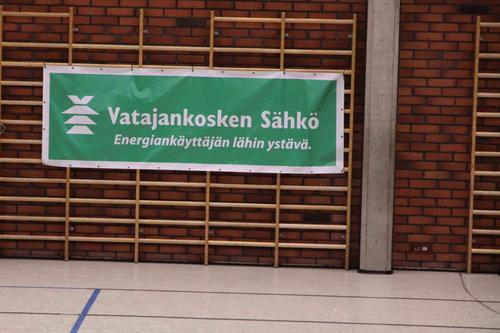 Vatajankosken Sähkö
Energiankäyttäjän lähin ystävä.